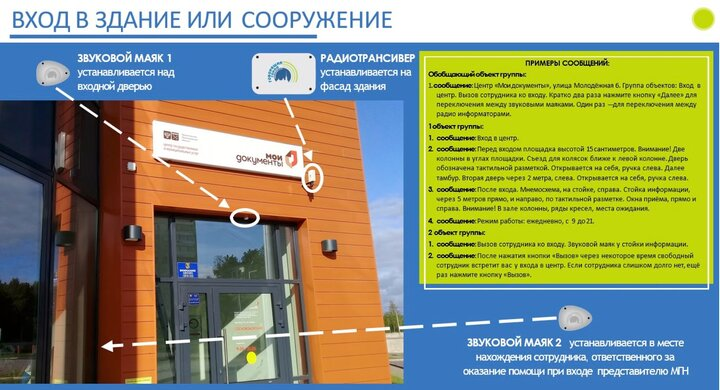 ВХОД В ЗДАНИЕ ИЛИ СООРУЖЕНИЕ
ЗВУКОВОЙ МАЯК 1
устанавливается над
входной дверью
РАДИОТРАНСИВЕР
устанавливается на
фасад здания
мои
документы
ПРИМЕРЫ СООБЩЕНИЙ:
Обобщающий объект группы:
1.сообщение: Центр «Мои документы», улица Молодёжная 6. Группа объектов: Вход в
центр. Вызов сотрудника ко входу. Кратко два раза нажмите кнопку «Далее» для
переключения между звуковыми маяками. Один раз —для переключения между
радио информаторами.
1 объект группы:
1. сообщение: Вход в центр.
2. сообщение: Перед входом площадка высотой 15 сантиметров. Внимание! Две
колонны в углах площадки. Съезд для колясок ближе к левой колонне. Дверь
обозначена тактильной разметкой. Открывается на себя, ручка слева. Далее
тамбур. Вторая дверь через 2 метра, слева. Открывается на себя, ручка слева.
3. сообщение: После входа. Мнемосхема, на стойке, справа. Стойка информации,
через 5 метров прямо, и направо, по тактильной разметке. Окна приёма, прямо и
справа. Внимание! В зале колонны, ряды кресел, места ожидания.
4. сообщение: Режим работы: ежедневно, с 9 до 21.
2 объект группы:
1. сообщение: Вызов сотрудника ко входу. Звуковой маяк у стойки информации.
2. сообщение: После нажатия кнопки «Вызов» через некоторое время свободный
сотрудник встретит вас у входа в центр. Если сотрудника слишком долго нет, ещё
раз нажмите кнопку «Вызов».
ЗВУКОВОЙ МАЯК 2 устанавливается в месте
нахождения сотрудника, ответственного за
оказание помощи при входе представителю МГН